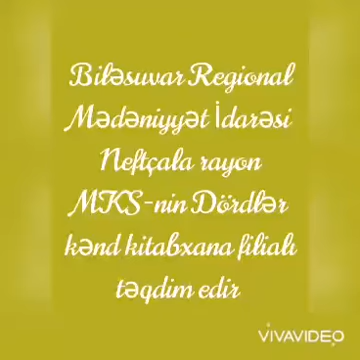 Biləsuvar Regional
Mədəniyyət İdarəsi
Neftçala rayon
MKS-nin Dördlər
kənd kitabxana filialı
təqdim edir
VIVAVIDEO